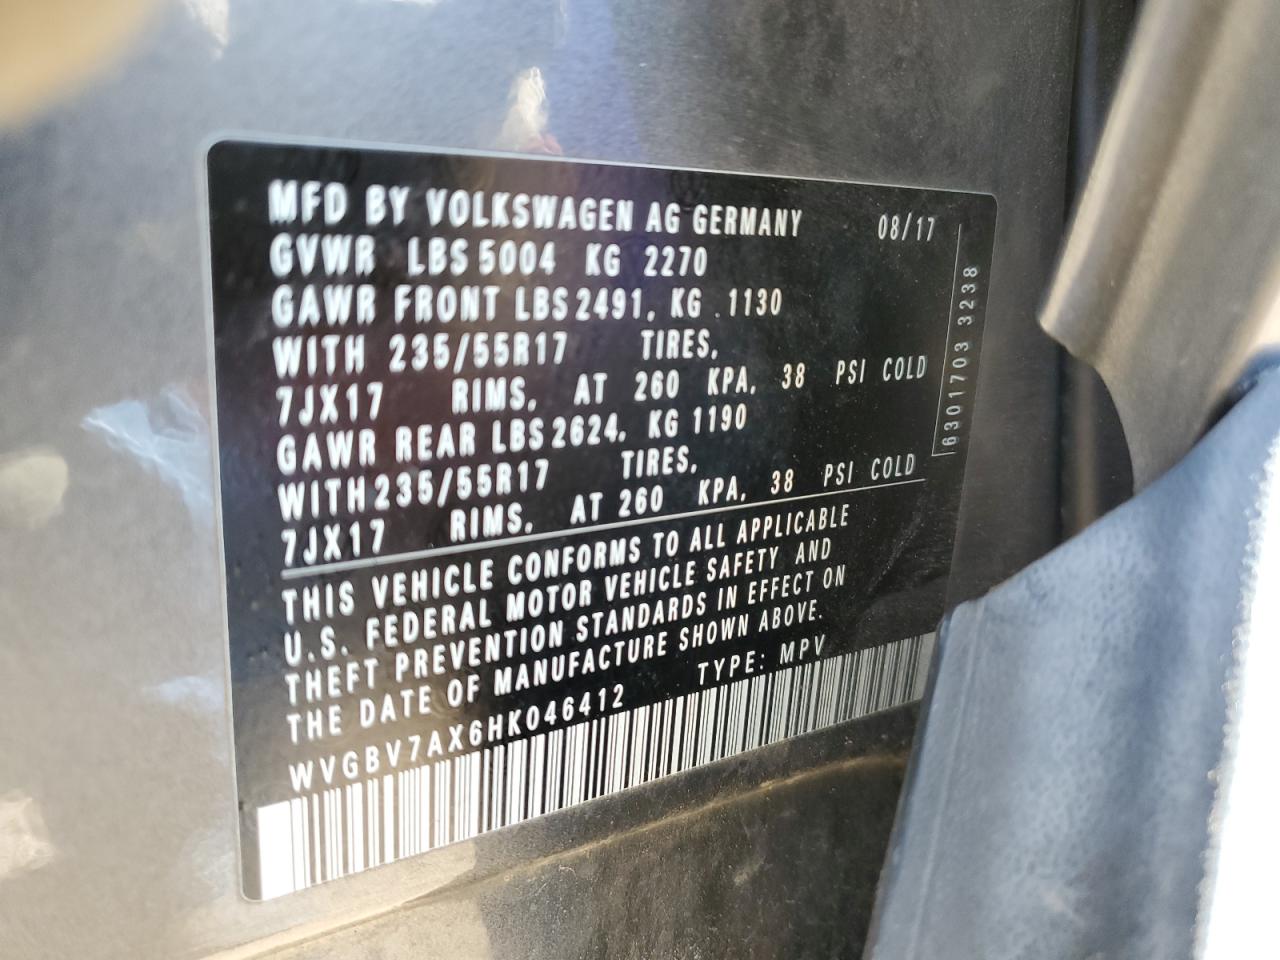 MFD BY VOLKSWAGEN AG GERMANY 08/17
GVWR LBS 5004 KG 2270
GAWR FRONT LBS 2491, KG 1130
WITH 235/55R17 TIRES,
7JX17 RIMS, AT 260 KPA, 38 PSI COLD
GAWR REAR LBS 2624, KG 1190
WITH 235/55R17 TIRES,
7JX17 RIMS, AT 260 KPA, 38 PSI COLD
THIS VEHICLE CONFORMS TO ALL APPLICABLE
U.S. FEDERAL MOTOR VEHICLE SAFETY AND
THEFT PREVENTION STANDARDS IN EFFECT ON
THE DATE OF MANUFACTURE SHOWN ABOVE.
WVGBV7AX6HK046412 TYPE: MPV
6301703 3238